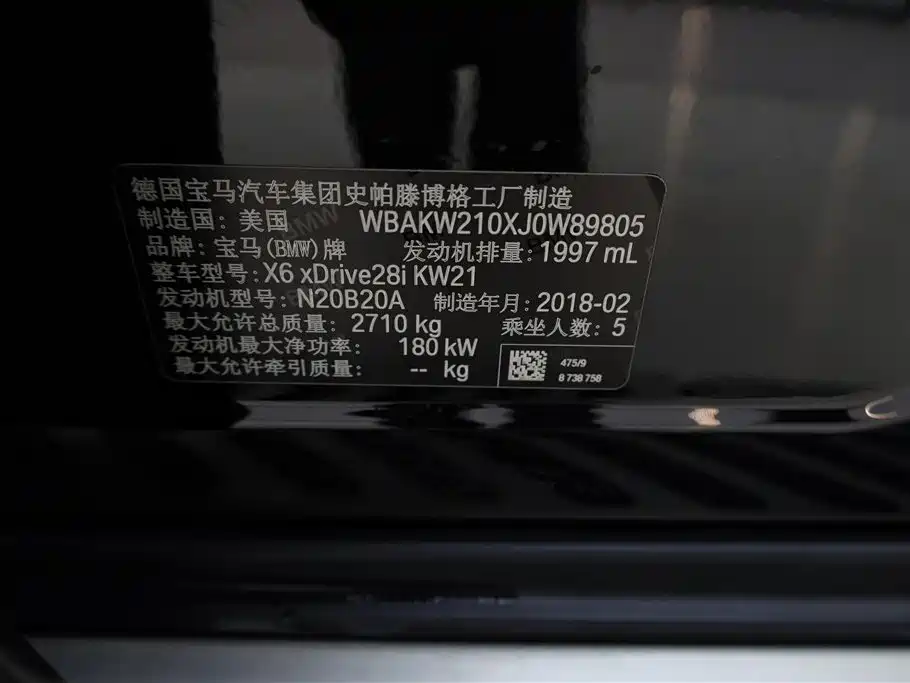 德国宝马汽车集团史帕滕博格工厂制造
制造国：美国 WBAKW210XJ0W89805
品牌：宝马(BMW)牌 发动机排量：1997 mL
整车型号：X6 xDrive28i KW21
发动机型号：N20B20A 制造年月：2018-02
最大允许总质量：2710 kg 乘坐人数：5
发动机最大净功率：180 kW
最大允许牵引质量：-- kg
475/9
8 738 758